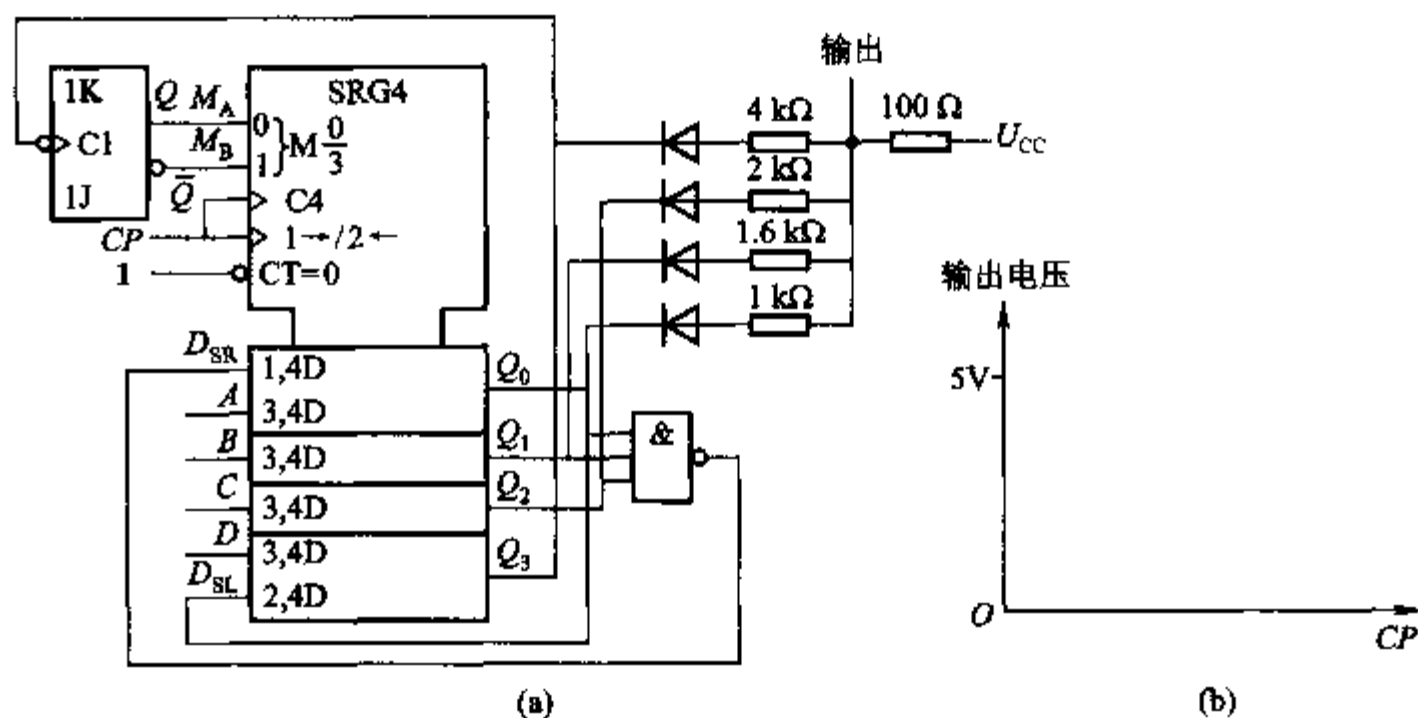 输出
1K
C1
1J
Q
M_A
M_B
Q̄
SRG4
0
1
}M 0/3
C4
1→/2←
CT=0
CP
1
4 kΩ
2 kΩ
1.6 kΩ
1 kΩ
100 Ω
U_CC
D_SR
A
B
C
D
D_SL
1,4D
3,4D
3,4D
3,4D
3,4D
2,4D
Q_0
Q_1
Q_2
Q_3
&
(a)
输出电压
5V
O
CP
(b)